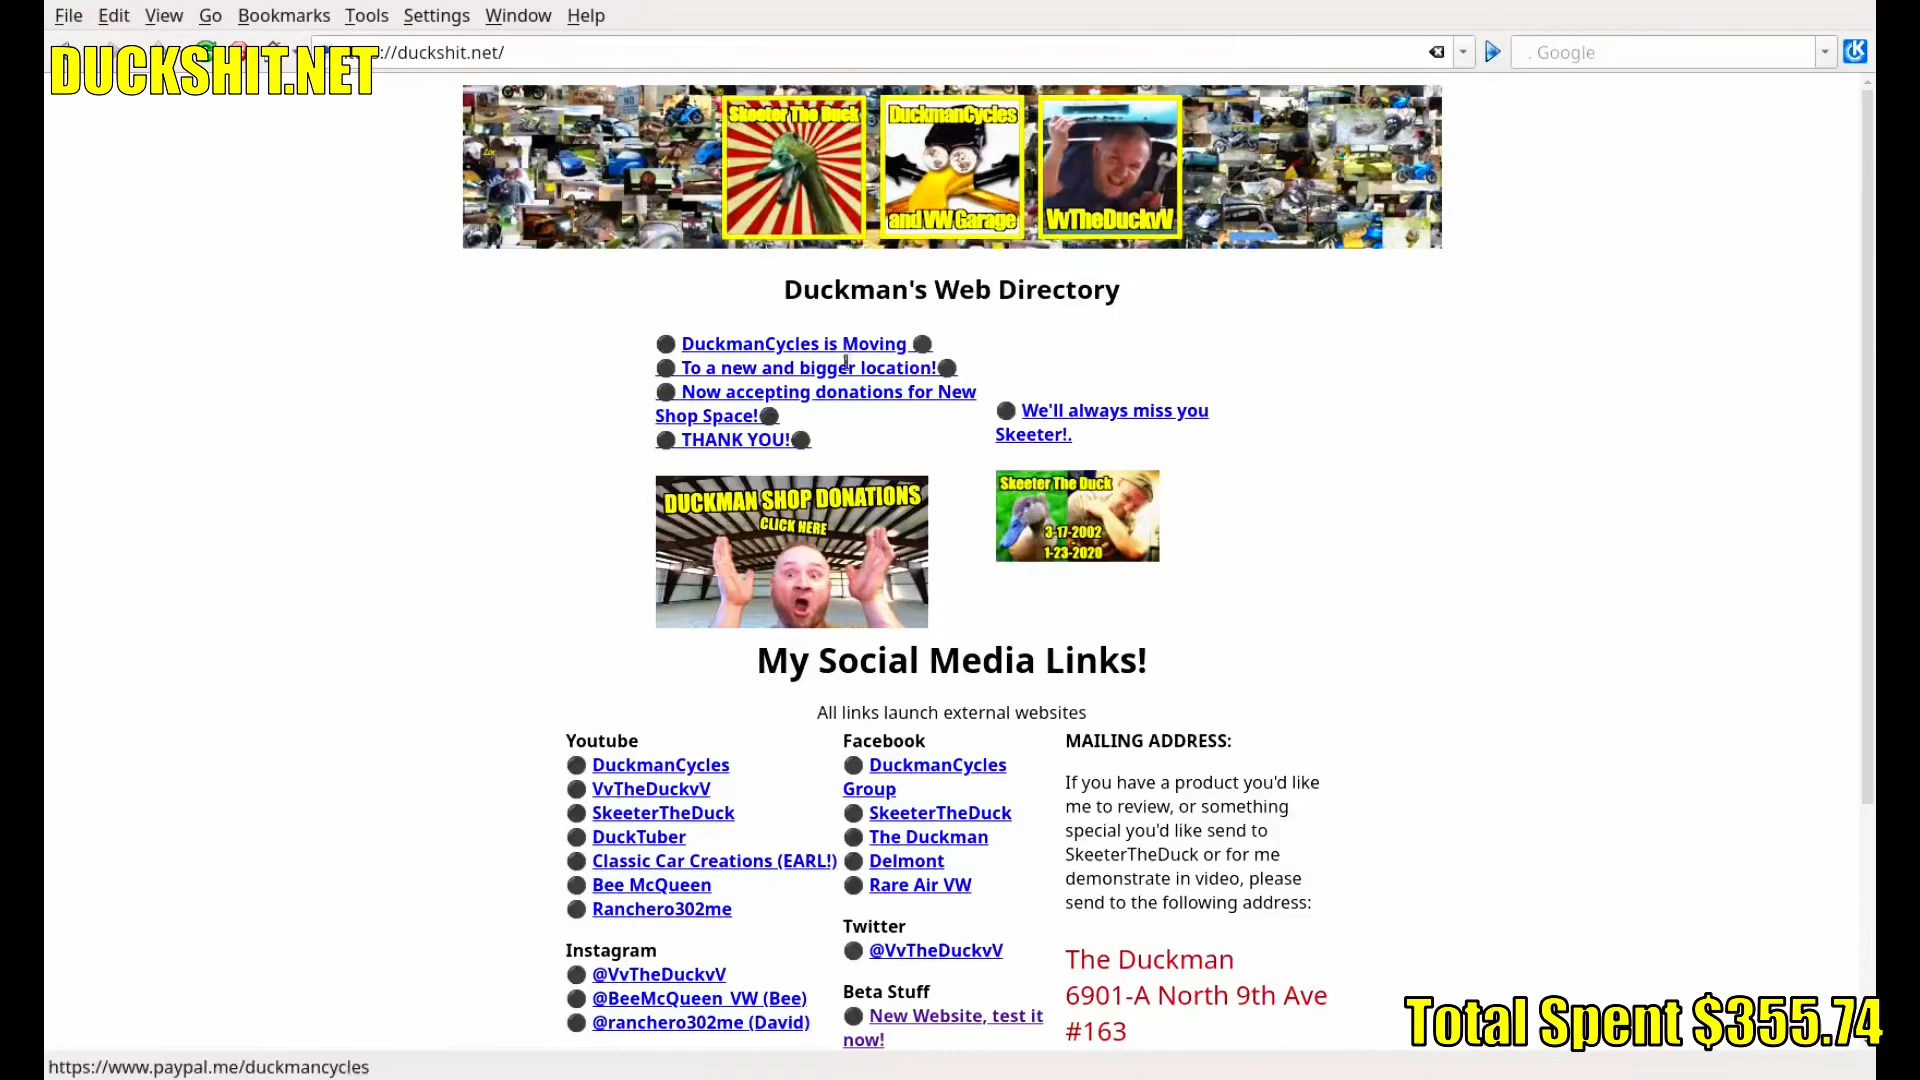 File Edit View Go Bookmarks Tools Settings Window Help
DUCKSHIT.NET
://duckshit.net/
. Google
Skeeter The Duck
DuckmanCycles
and VW Garage
VvTheDuckvV
Duckman's Web Directory
DuckmanCycles is Moving
To a new and bigger location!
Now accepting donations for New
Shop Space!
THANK YOU!
We'll always miss you
Skeeter!.
DUCKMAN SHOP DONATIONS
CLICK HERE
Skeeter The Duck
3-17-2002
1-23-2020
My Social Media Links!
All links launch external websites
Youtube
DuckmanCycles
VvTheDuckvV
SkeeterTheDuck
DuckTuber
Classic Car Creations (EARL!)
Bee McQueen
Ranchero302me
Instagram
@VvTheDuckvV
@BeeMcQueen_VW (Bee)
@ranchero302me (David)
Facebook
DuckmanCycles
Group
SkeeterTheDuck
The Duckman
Delmont
Rare Air VW
Twitter
@VvTheDuckvV
Beta Stuff
New Website, test it
now!
MAILING ADDRESS:
If you have a product you'd like
me to review, or something
special you'd like send to
SkeeterTheDuck or for me
demonstrate in video, please
send to the following address:
The Duckman
6901-A North 9th Ave
#163
Total Spent $355.74
https://www.paypal.me/duckmancycles